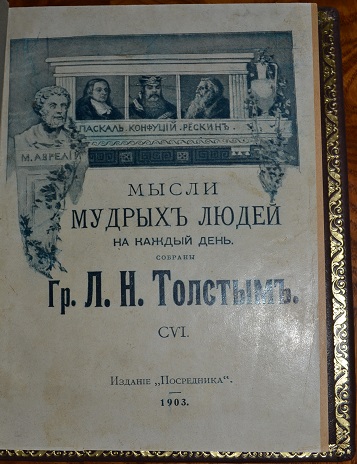 ПАСКАЛЬ. КОНФУЦІЙ. РЕСКИНЪ.
М. АВРЕЛІЙ
МЫСЛИ
МУДРЫХЪ ЛЮДЕЙ
НА КАЖДЫЙ ДЕНЬ.
СОБРАНЫ
Гр. Л. Н. Толстымъ.
CVI.
Изданіе „Посредника“.
1903.